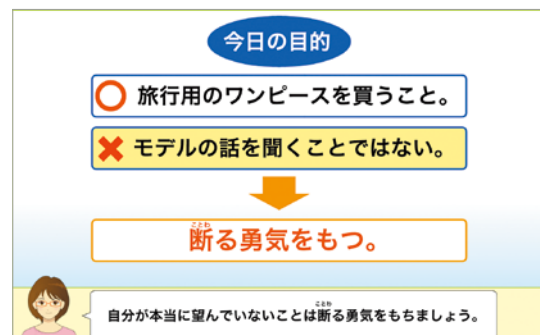 今日の目的
旅行用のワンピースを買うこと。
モデルの話を聞くことではない。
ことわ
断る勇気をもつ。
ことわ
自分が本当に望んでいないことは断る勇気をもちましょう。